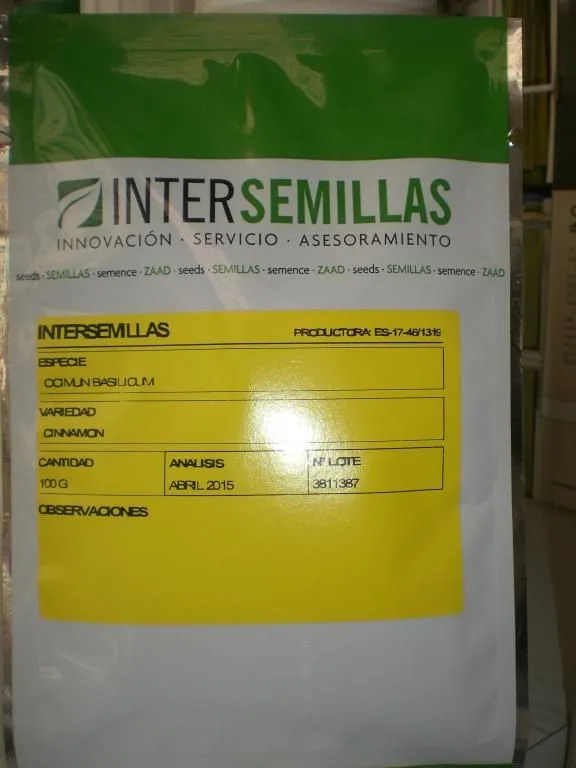 INTERSEMILLAS
INNOVACIÓN · SERVICIO · ASESORAMIENTO
seeds · SEMILLAS · semence · ZAAD · seeds · SEMILLAS · semence · ZAAD · seeds · SEMILLAS · semence · ZAAD
INTERSEMILLAS PRODUCTORA: ES-17-46/1319
ESPECIE
OCIMUN BASILICUM
VARIEDAD
CINNAMON
CANTIDAD ANALISIS Nº LOTE
100 G ABRIL 2015 3811387
OBSERVACIONES